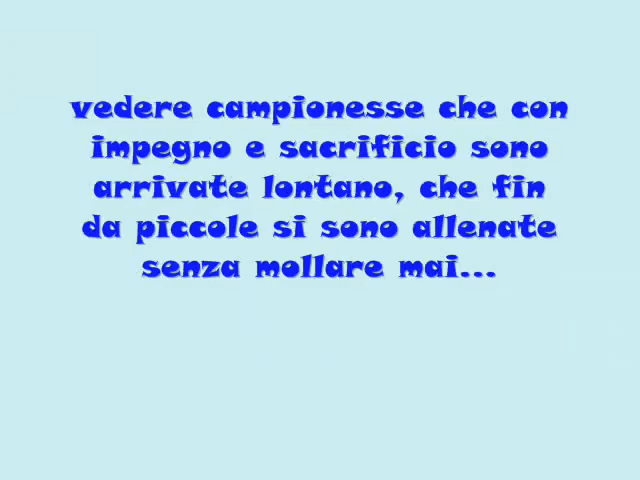 vedere campionesse che con
impegno e sacrificio sono
arrivate lontano, che fin
da piccole si sono allenate
senza mollare mai...